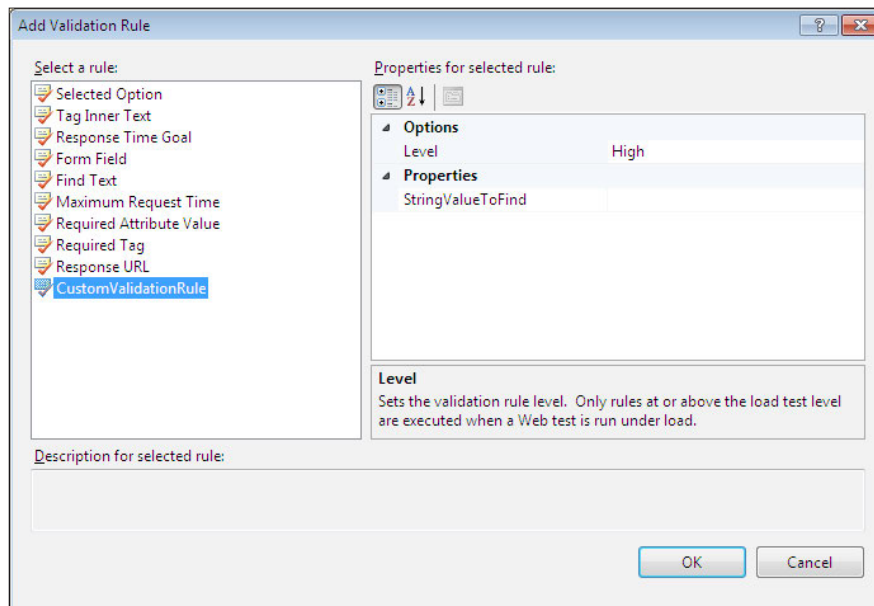 Add Validation Rule
?
Select a rule:
Selected Option
Tag Inner Text
Response Time Goal
Form Field
Find Text
Maximum Request Time
Required Attribute Value
Required Tag
Response URL
CustomValidationRule
Properties for selected rule:
A
Z
Options
Level High
Properties
StringValueToFind
Level
Sets the validation rule level. Only rules at or above the load test level
are executed when a Web test is run under load.
Description for selected rule:
OK Cancel